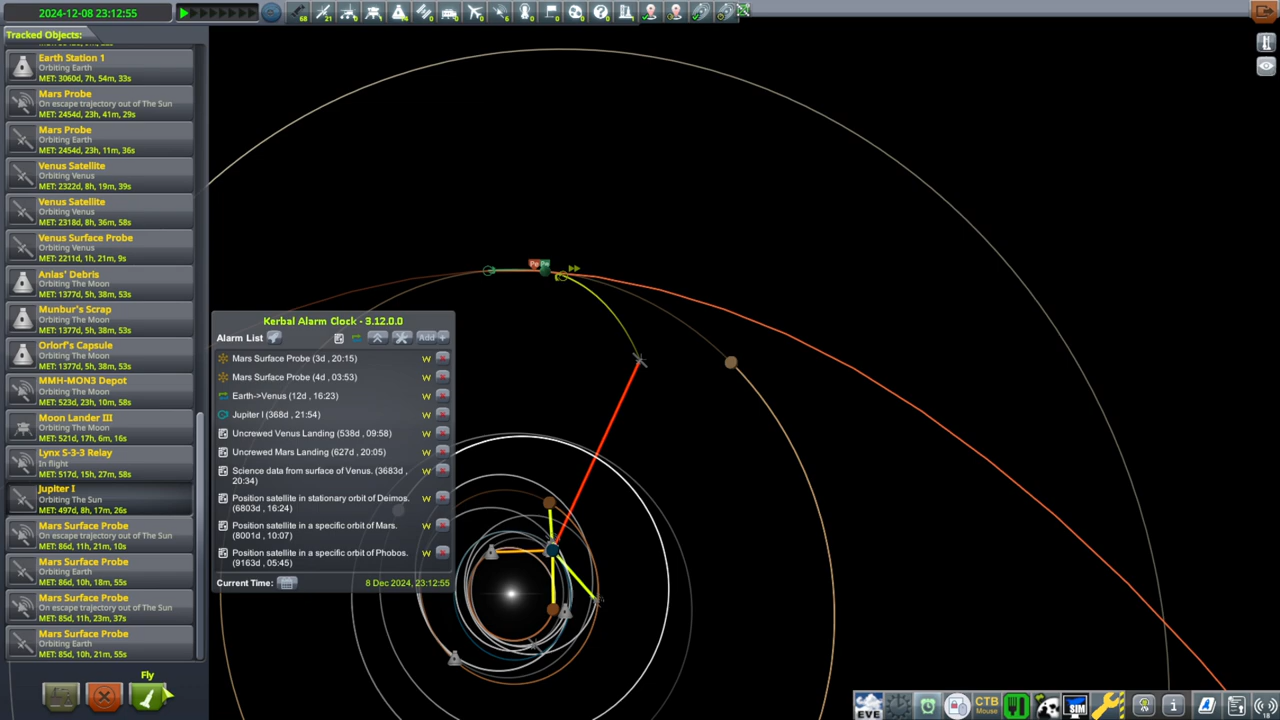 2024-12-08 23:12:55
68
21
6
Tracked Objects:
Earth Station 1
Orbiting Earth
MET: 3060d, 7h, 54m, 33s
Mars Probe
On escape trajectory out of The Sun
MET: 2454d, 23h, 41m, 29s
Mars Probe
Orbiting Earth
MET: 2454d, 23h, 11m, 36s
Venus Satellite
Orbiting Venus
MET: 2322d, 8h, 19m, 39s
Venus Satellite
Orbiting Venus
MET: 2318d, 8h, 36m, 58s
Venus Surface Probe
Orbiting Venus
MET: 2211d, 1h, 21m, 9s
Anlas' Debris
Orbiting The Moon
MET: 1377d, 5h, 38m, 53s
Munbur's Scrap
Orbiting The Moon
MET: 1377d, 5h, 38m, 53s
Orlorf's Capsule
Orbiting The Moon
MET: 1377d, 5h, 38m, 53s
MMH-MON3 Depot
Orbiting The Moon
MET: 523d, 23h, 10m, 58s
Moon Lander III
Orbiting The Moon
MET: 521d, 17h, 6m, 16s
Lynx S-3-3 Relay
In flight
MET: 517d, 15h, 27m, 58s
Jupiter I
Orbiting The Sun
MET: 497d, 8h, 17m, 26s
Mars Surface Probe
On escape trajectory out of The Sun
MET: 86d, 11h, 21m, 10s
Mars Surface Probe
Orbiting Earth
MET: 86d, 10h, 18m, 55s
Mars Surface Probe
On escape trajectory out of The Sun
MET: 85d, 11h, 23m, 37s
Mars Surface Probe
Orbiting Earth
MET: 85d, 10h, 21m, 55s
Fly
Pe Pe
Kerbal Alarm Clock - 3.12.0.0
Alarm List Add +
Mars Surface Probe (3d , 20:15) W
Mars Surface Probe (4d , 03:53) W
Earth->Venus (12d , 16:23) W
Jupiter I (368d , 21:54) W
Uncrewed Venus Landing (538d , 09:58) W
Uncrewed Mars Landing (627d , 20:05) W
Science data from surface of Venus. (3683d , W
20:34)
Position satellite in stationary orbit of Deimos. W
(6803d , 16:24)
Position satellite in a specific orbit of Mars. W
(8001d , 10:07)
Position satellite in a specific orbit of Phobos. W
(9163d , 05:45)
Current Time: 8 Dec 2024, 23:12:55
EVE
CTB
Mouse
SIM